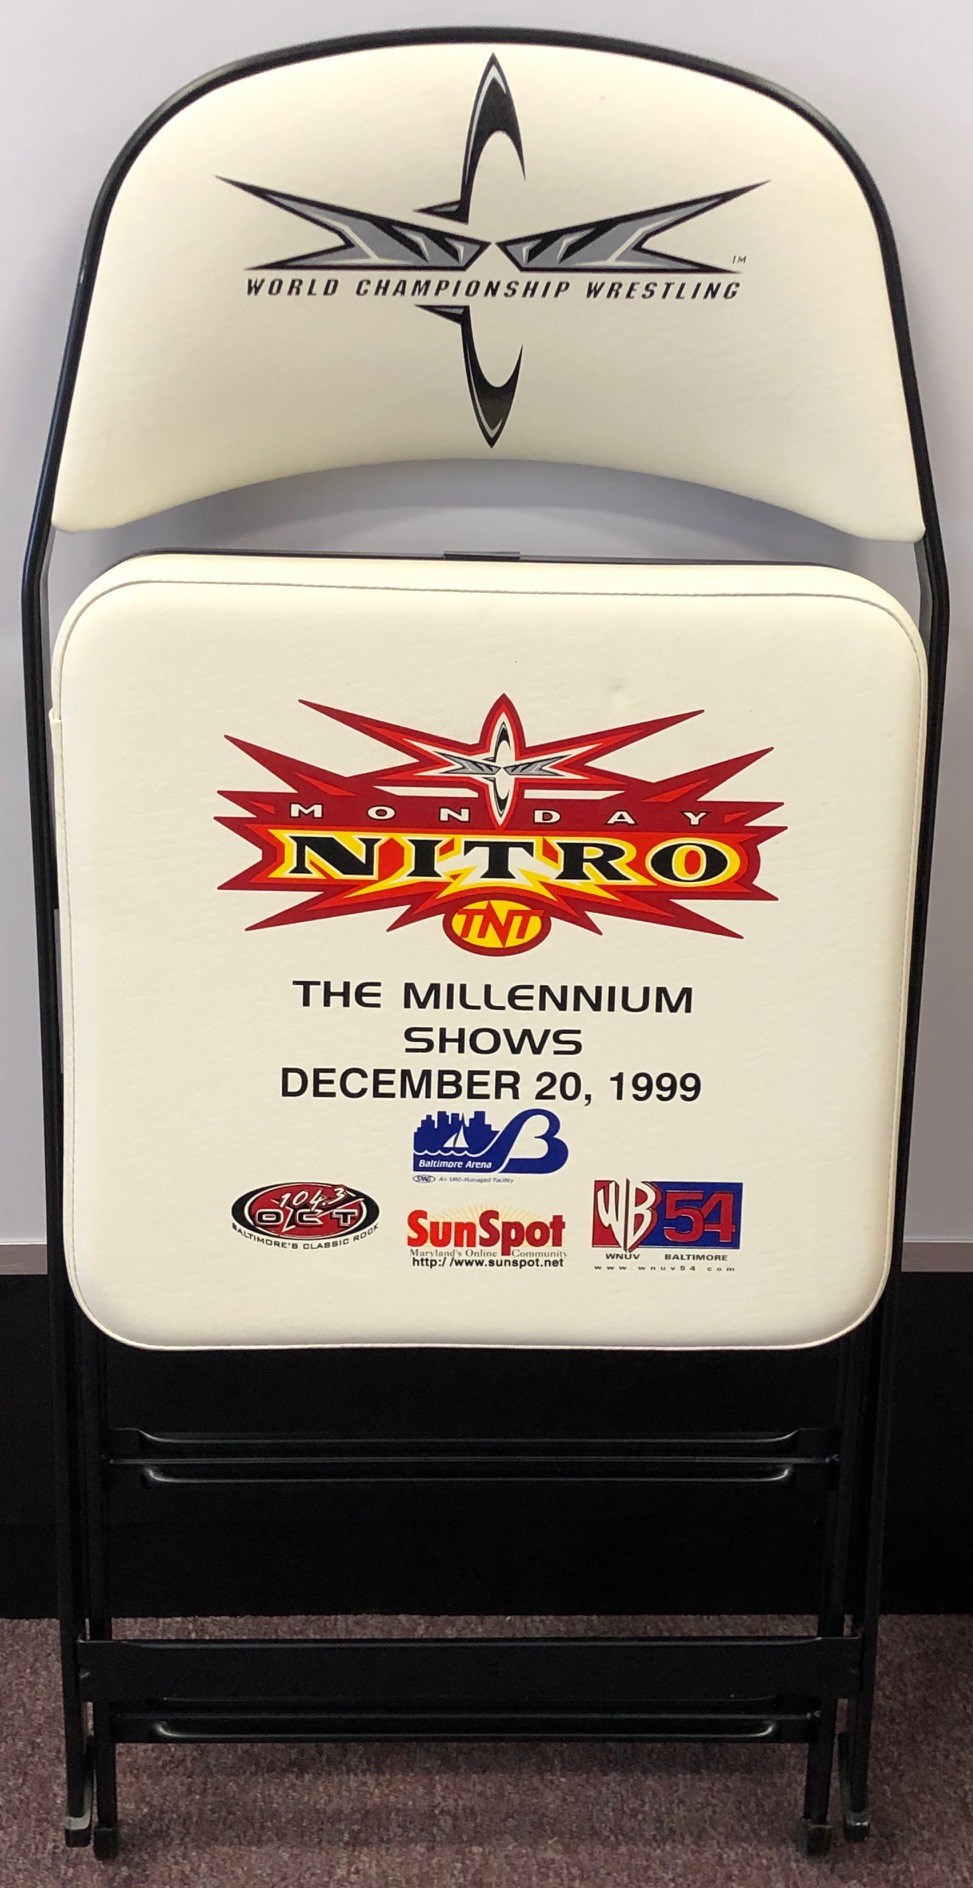 TM
WORLD CHAMPIONSHIP WRESTLING
MONDAY
NITRO
TNT
THE MILLENNIUM
SHOWS
DECEMBER 20, 1999
B
Baltimore Arena
SMG An SMG-Managed Facility
104.3
OCT
BALTIMORE'S CLASSIC ROCK
SunSpot
Maryland's Online Community
http://www.sunspot.net
WB 54
WNUV BALTIMORE
www.wnuv54.com